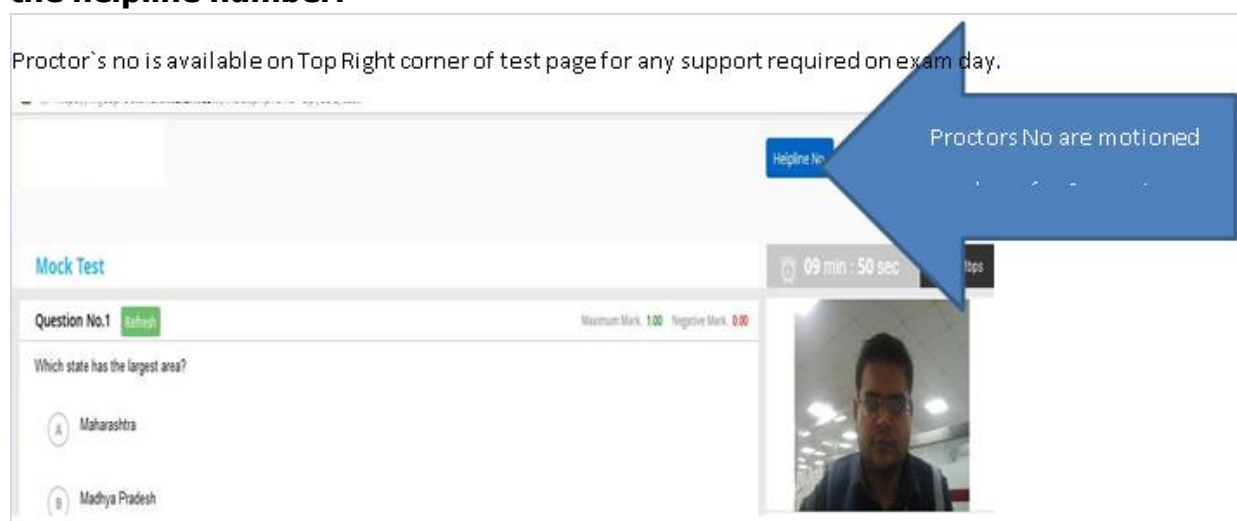 the helpline number.
Proctor`s no is available on Top Right corner of test page for any support required on exam day.
Helpline No
Proctors No are motioned
Mock Test
09 min : 50 sec
bps
Question No.1 Refresh
Maximum Mark. 1.00 Negative Mark. 0.00
Which state has the largest area?
A Maharashtra
B Madhya Pradesh